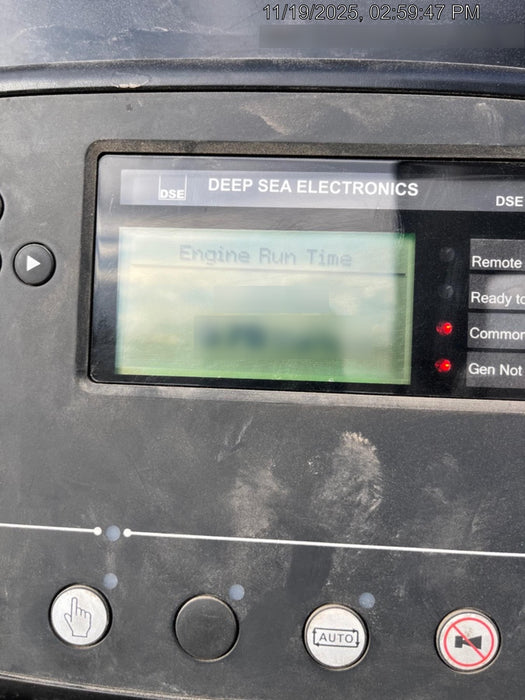 11/19/2025, 02:59:47 PM
DSE DEEP SEA ELECTRONICS
DSE
Engine Run Time
Remote
Ready to
Common
Gen Not
AUTO